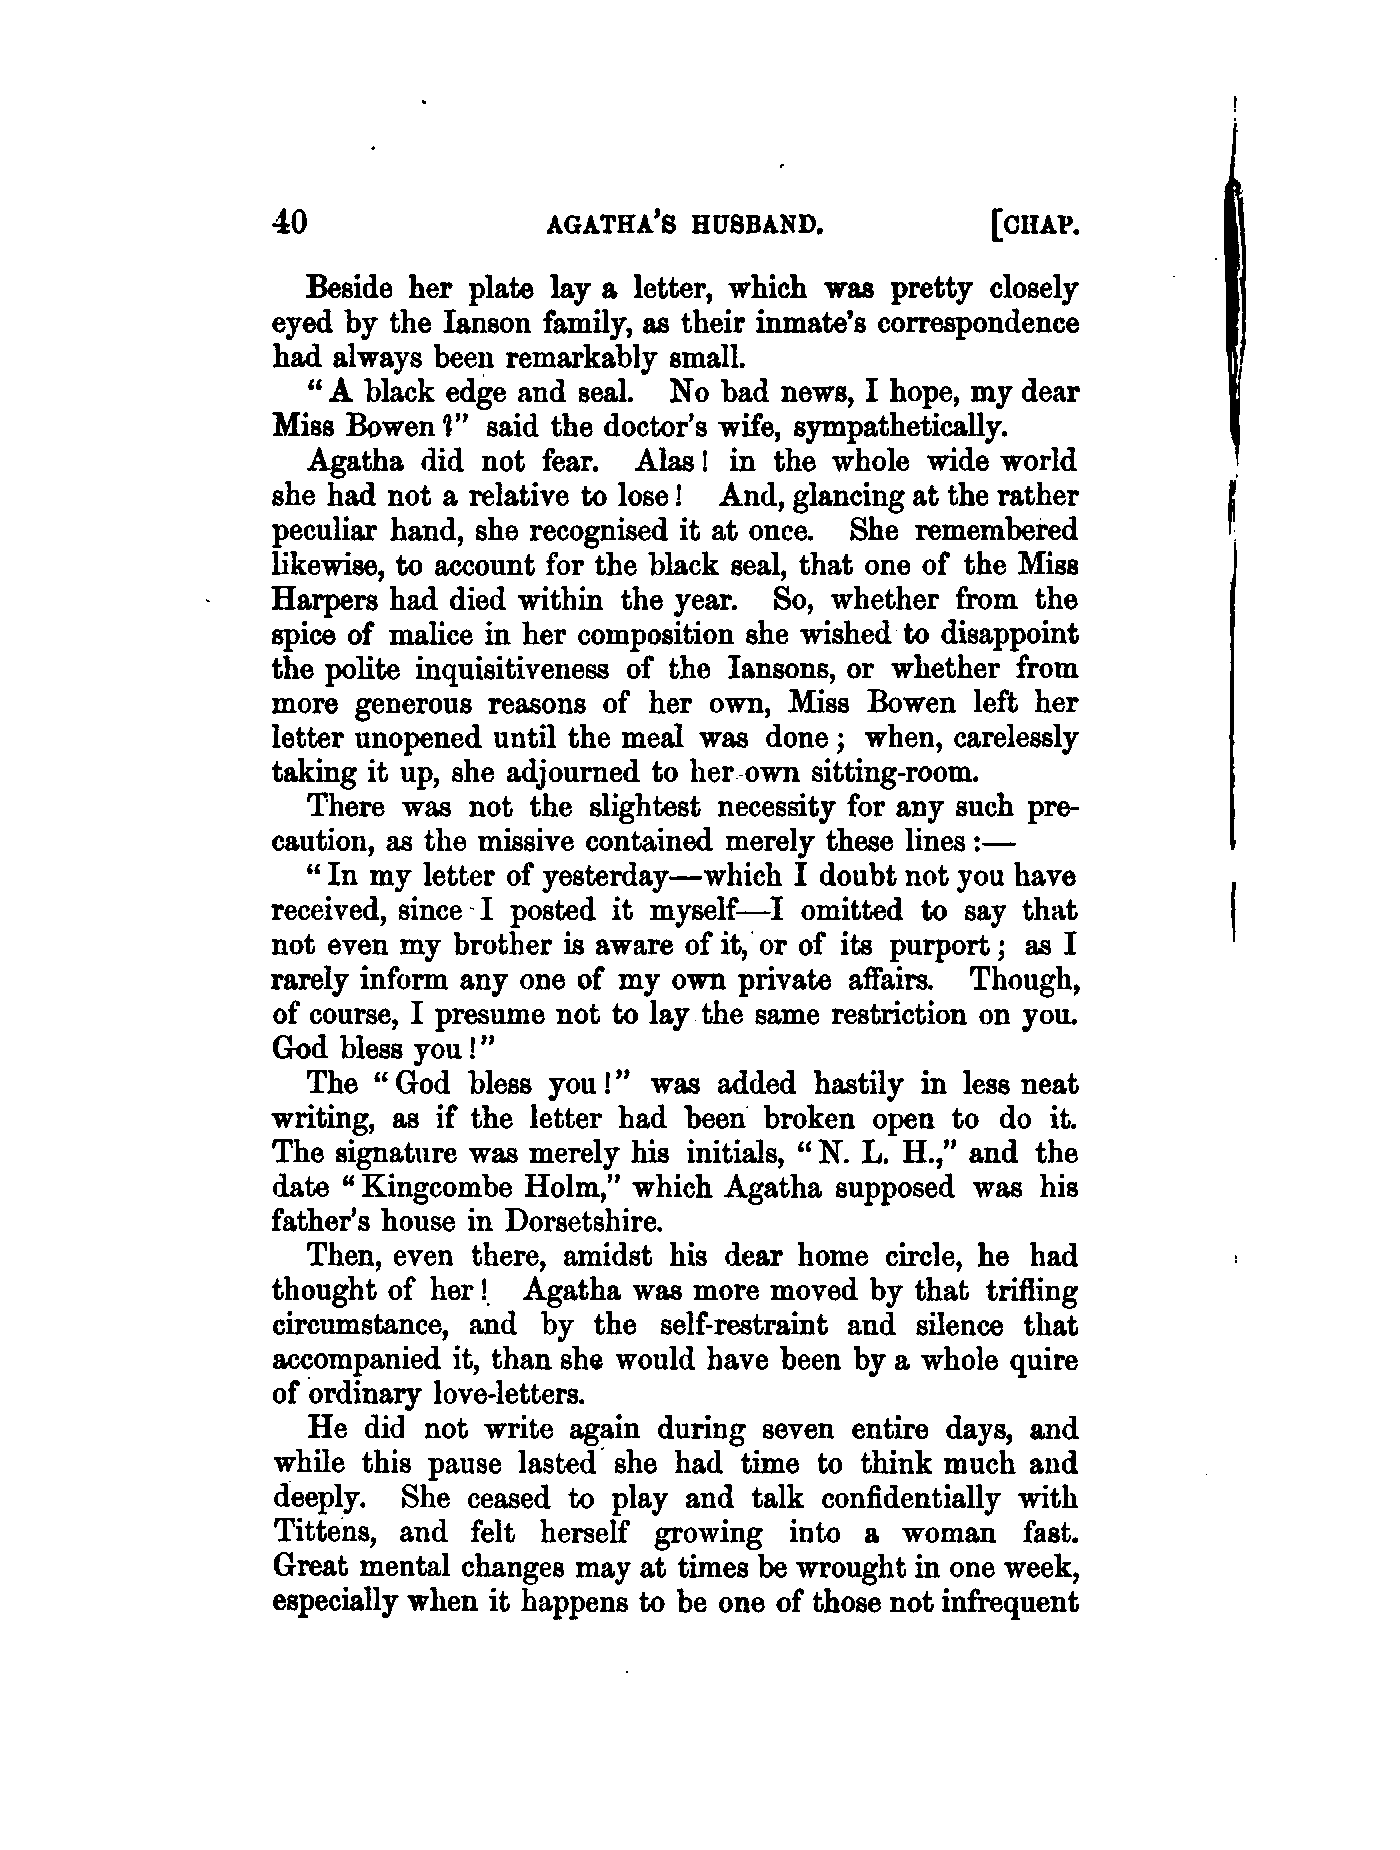 40 AGATHA'S HUSBAND. [CHAP.
Beside her plate lay a letter, which was pretty closely
eyed by the Ianson family, as their inmate's correspondence
had always been remarkably small.
"A black edge and seal. No bad news, I hope, my dear
Miss Bowen?" said the doctor's wife, sympathetically.
Agatha did not fear. Alas! in the whole wide world
she had not a relative to lose! And, glancing at the rather
peculiar hand, she recognised it at once. She remembered
likewise, to account for the black seal, that one of the Miss
Harpers had died within the year. So, whether from the
spice of malice in her composition she wished to disappoint
the polite inquisitiveness of the Iansons, or whether from
more generous reasons of her own, Miss Bowen left her
letter unopened until the meal was done; when, carelessly
taking it up, she adjourned to her own sitting-room.
There was not the slightest necessity for any such pre-
caution, as the missive contained merely these lines:—
"In my letter of yesterday—which I doubt not you have
received, since I posted it myself—I omitted to say that
not even my brother is aware of it, or of its purport; as I
rarely inform any one of my own private affairs. Though,
of course, I presume not to lay the same restriction on you.
God bless you!"
The "God bless you!" was added hastily in less neat
writing, as if the letter had been broken open to do it.
The signature was merely his initials, "N. L. H.," and the
date "Kingcombe Holm," which Agatha supposed was his
father's house in Dorsetshire.
Then, even there, amidst his dear home circle, he had
thought of her! Agatha was more moved by that trifling
circumstance, and by the self-restraint and silence that
accompanied it, than she would have been by a whole quire
of ordinary love-letters.
He did not write again during seven entire days, and
while this pause lasted she had time to think much and
deeply. She ceased to play and talk confidentially with
Tittens, and felt herself growing into a woman fast.
Great mental changes may at times be wrought in one week,
especially when it happens to be one of those not infrequent